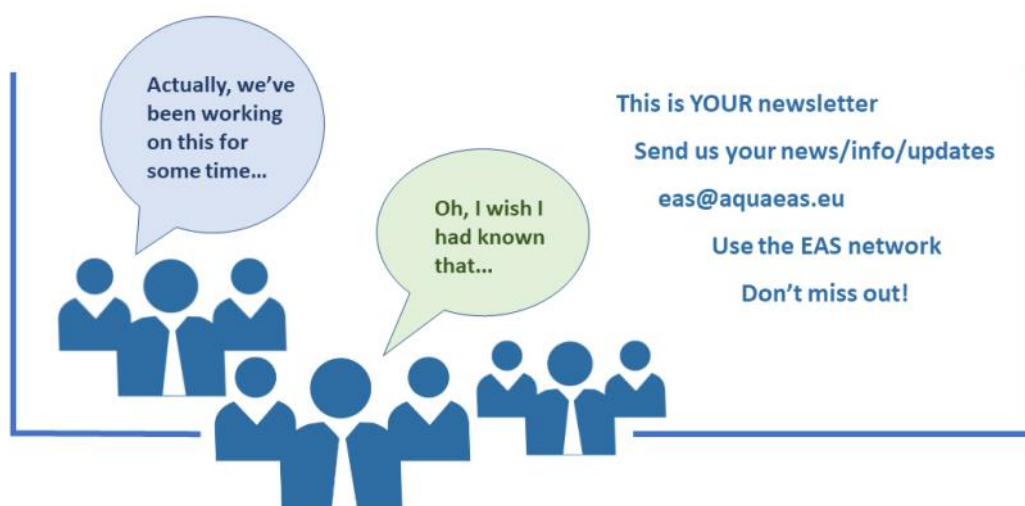 Actually, we’ve
been working
on this for
some time...
Oh, I wish I
had known
that...
This is YOUR newsletter
Send us your news/info/updates
eas@aquaeas.eu
Use the EAS network
Don’t miss out!